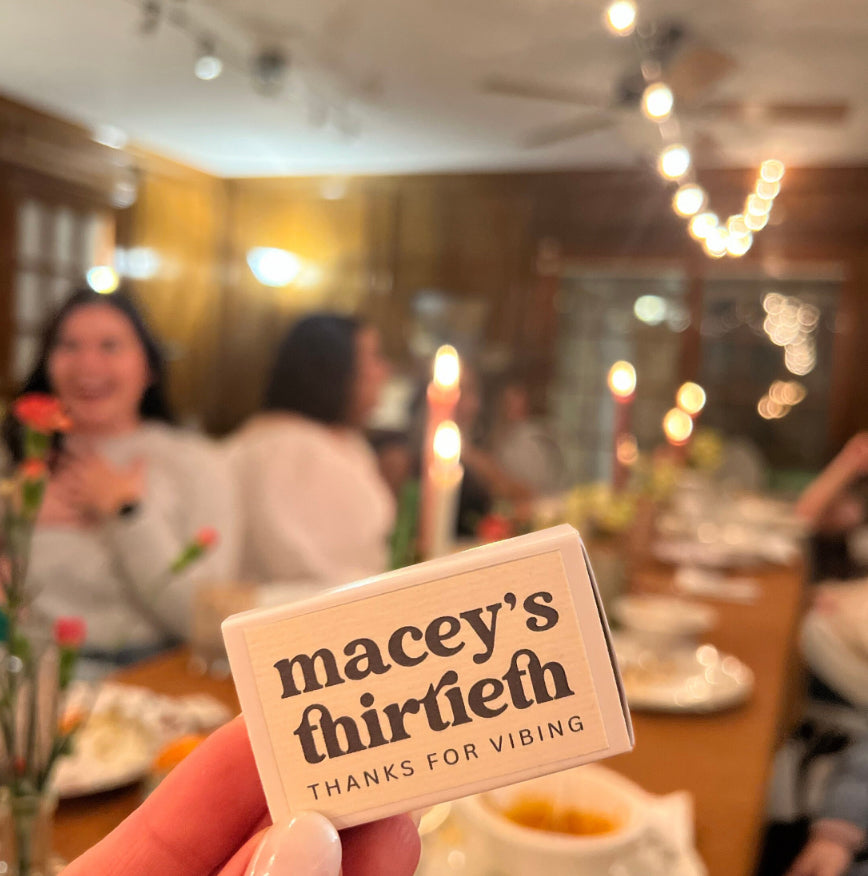 macey's
thirtieth
THANKS FOR VIBING